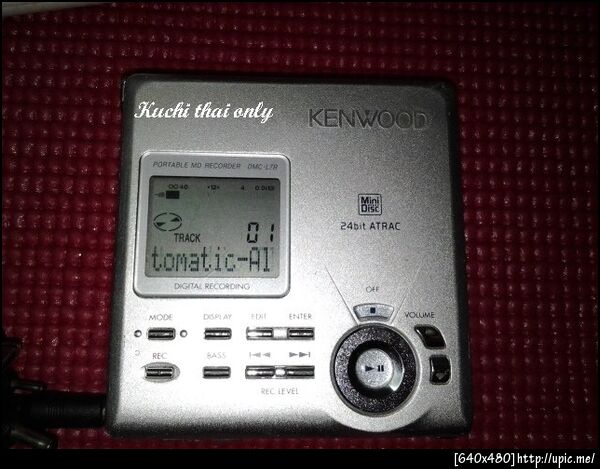 Kuchi thai only
KENWOOD
PORTABLE MD RECORDER DMC-L7R
TRACK 01
tomatic-Al
DIGITAL RECORDING
Mini
Disc
24bit ATRAC
OFF
MODE DISPLAY EDIT ENTER VOLUME
REC BASS
REC LEVEL
[640x480]http://upic.me/